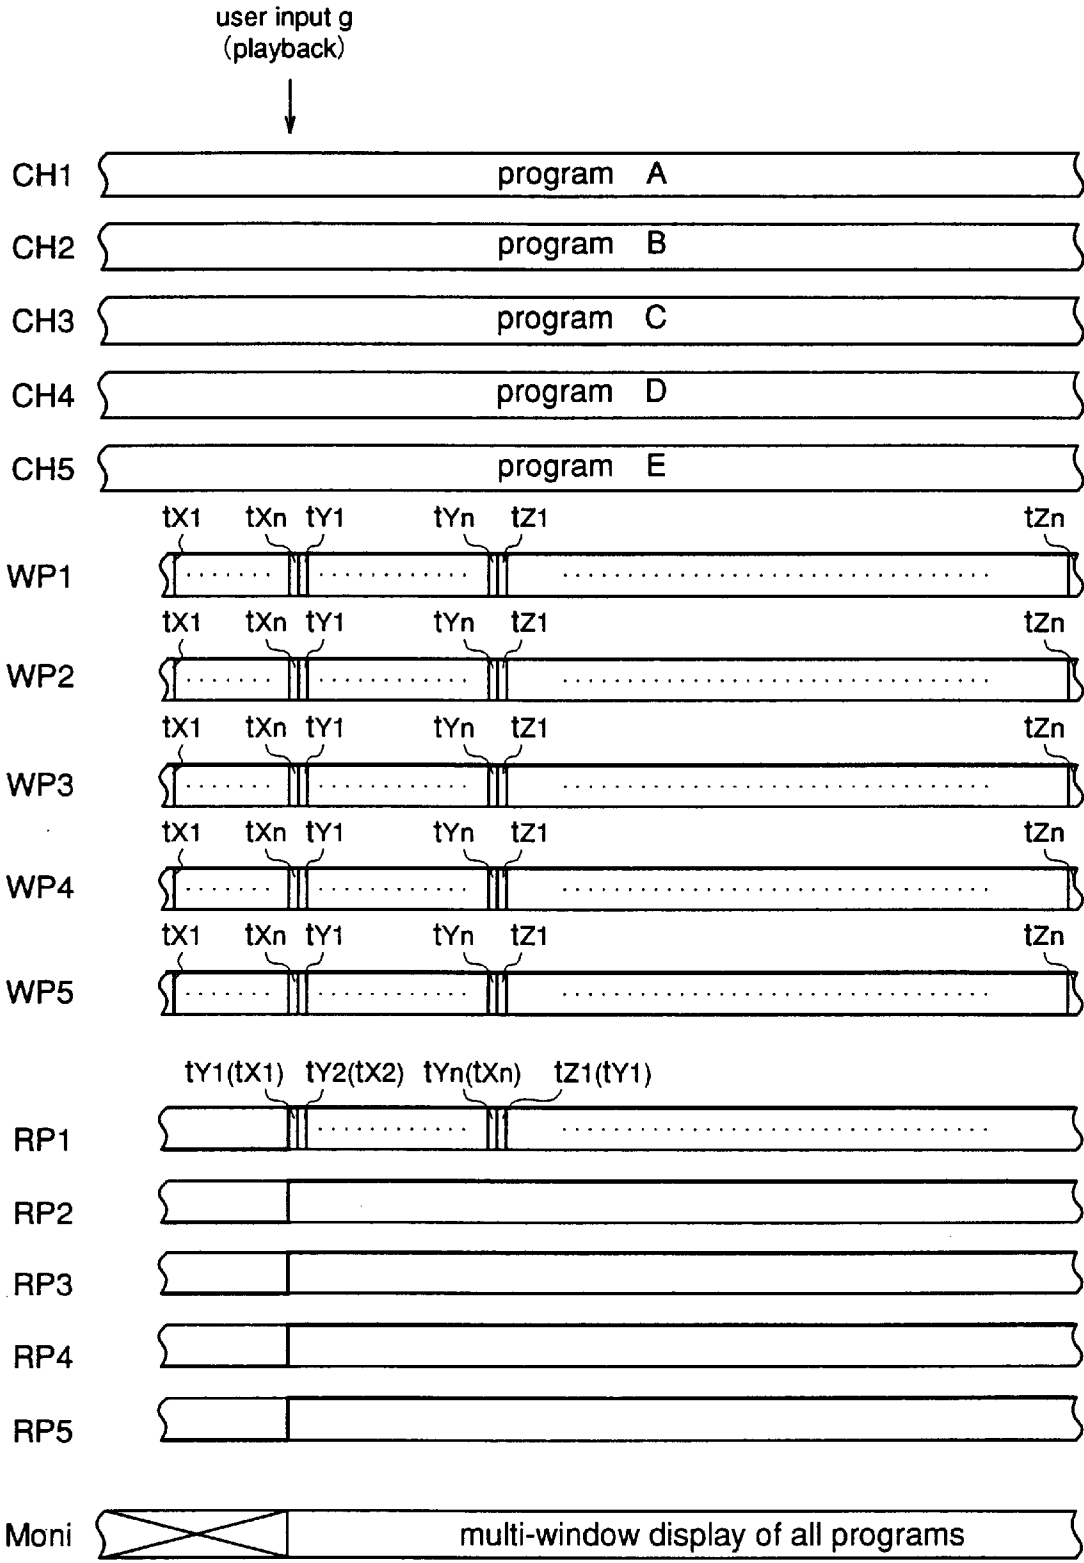 user input g
(playback)
CH1 program A
CH2 program B
CH3 program C
CH4 program D
CH5 program E
tX1 tXn tY1 tYn tZ1 tZn
WP1
tX1 tXn tY1 tYn tZ1 tZn
WP2
tX1 tXn tY1 tYn tZ1 tZn
WP3
tX1 tXn tY1 tYn tZ1 tZn
WP4
tX1 tXn tY1 tYn tZ1 tZn
WP5
tY1(tX1) tY2(tX2) tYn(tXn) tZ1(tY1)
RP1
RP2
RP3
RP4
RP5
Moni multi-window display of all programs